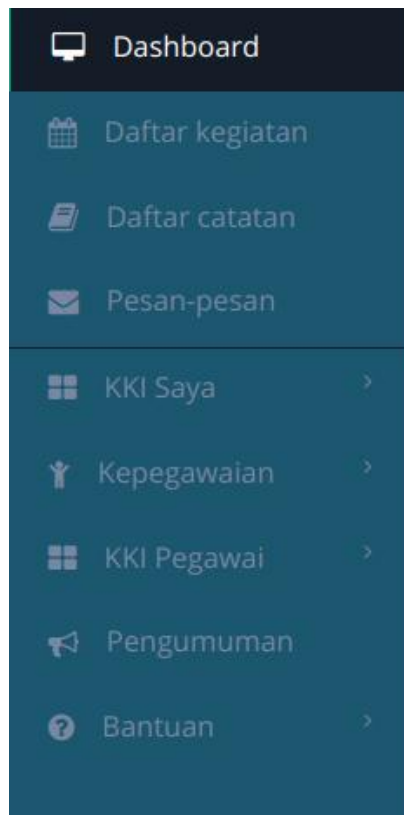 Dashboard
Daftar kegiatan
Daftar catatan
Pesan-pesan
KKI Saya
Kepegawaian
KKI Pegawai
Pengumuman
Bantuan